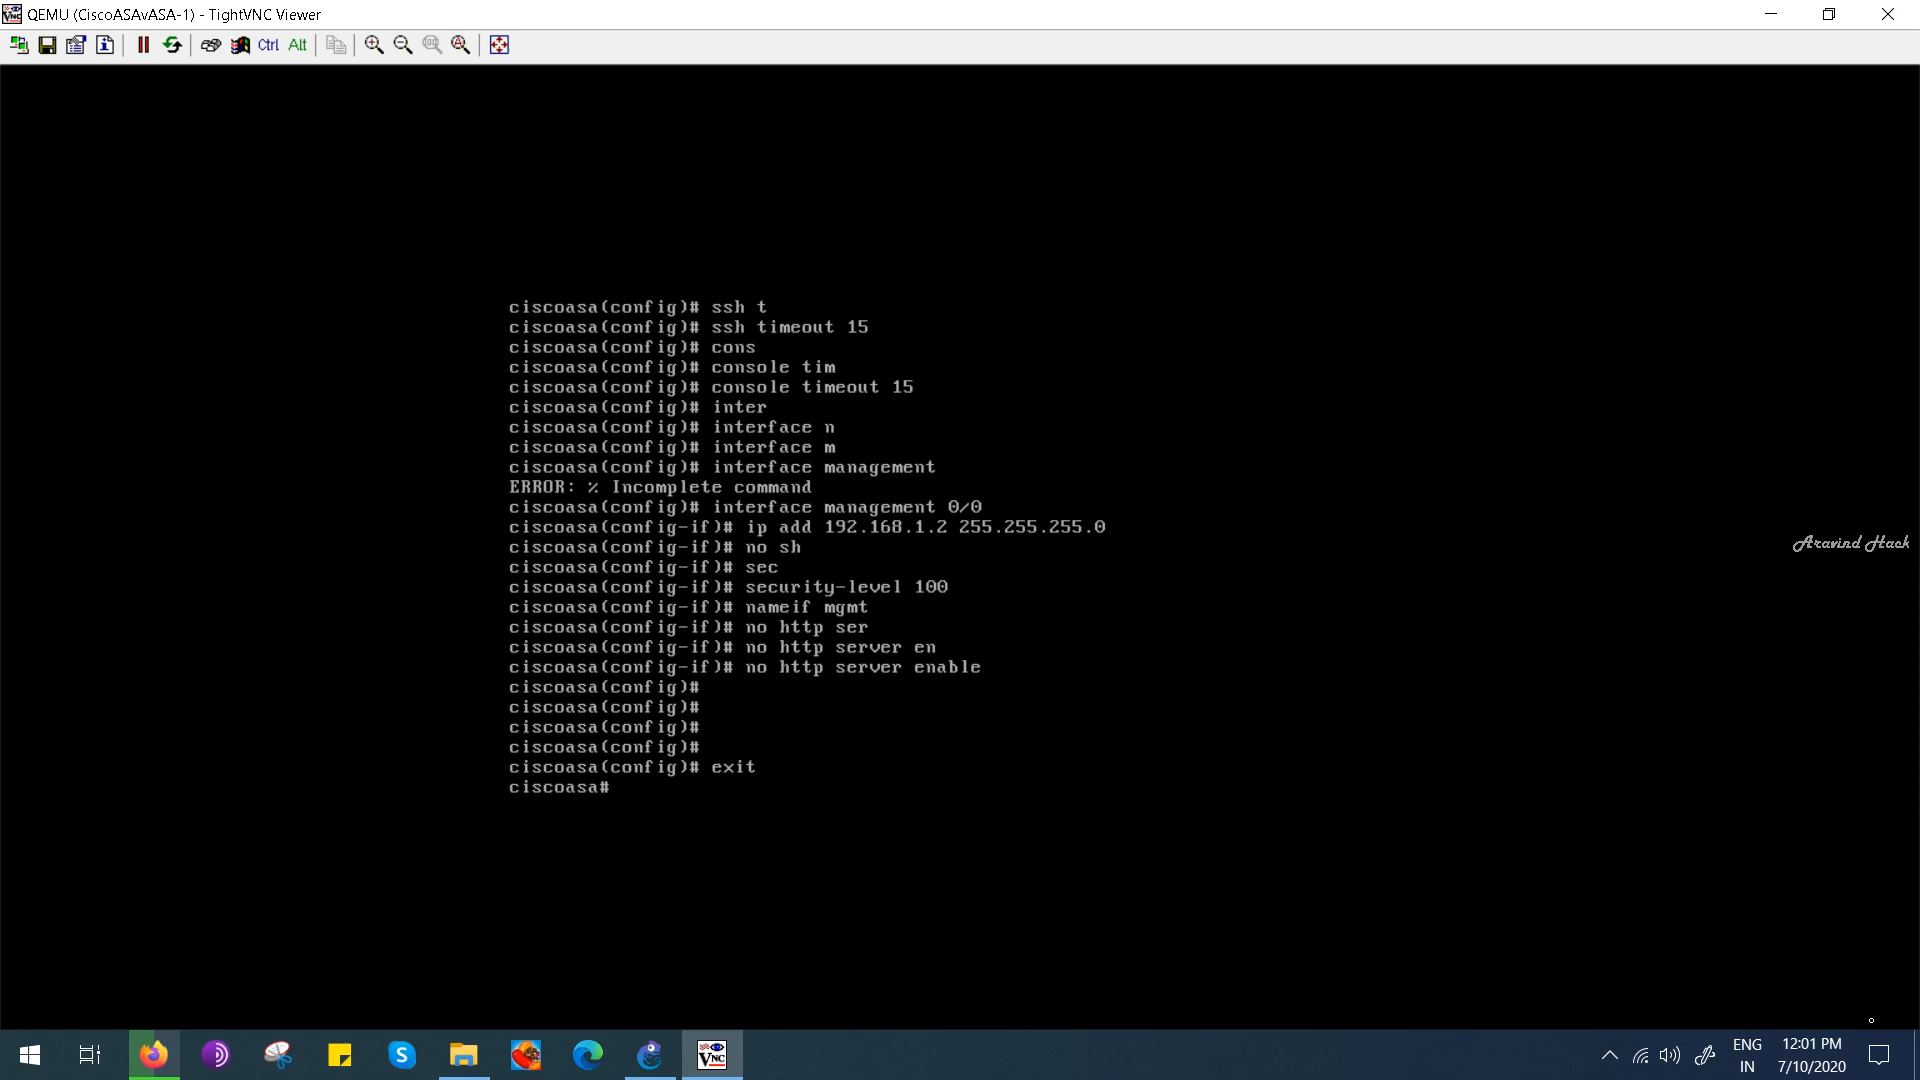 QEMU (CiscoASAvASA-1) - TightVNC Viewer
Ctrl Alt
ciscoasa(config)# ssh t
ciscoasa(config)# ssh timeout 15
ciscoasa(config)# cons
ciscoasa(config)# console tim
ciscoasa(config)# console timeout 15
ciscoasa(config)# inter
ciscoasa(config)# interface n
ciscoasa(config)# interface m
ciscoasa(config)# interface management
ERROR: % Incomplete command
ciscoasa(config)# interface management 0/0
ciscoasa(config-if)# ip add 192.168.1.2 255.255.255.0
ciscoasa(config-if)# no sh
ciscoasa(config-if)# sec
ciscoasa(config-if)# security-level 100
ciscoasa(config-if)# nameif mgmt
ciscoasa(config-if)# no http ser
ciscoasa(config-if)# no http server en
ciscoasa(config-if)# no http server enable
ciscoasa(config)#
ciscoasa(config)#
ciscoasa(config)#
ciscoasa(config)#
ciscoasa(config)# exit
ciscoasa#
Aravind Hack
ENG
IN
12:01 PM
7/10/2020